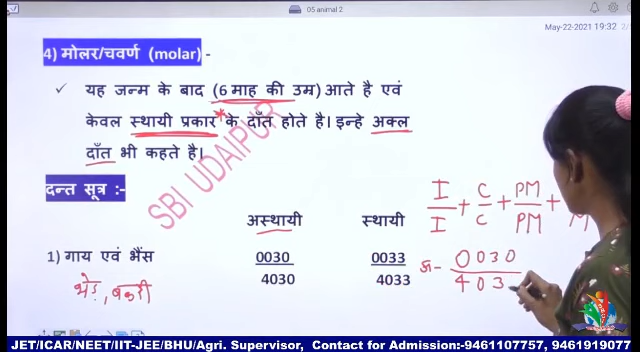 05 animal 2
May-22-2021 19:32 2/
4) मोलर/चवर्ण (molar) -
✓ यह जन्म के बाद (6 माह की उम्र) आते है एवं
केवल स्थायी प्रकार* के दाँत होते है। इन्हे अक्ल
दाँत भी कहते है।
SBI UDAIPUR
दन्त सूत्र :-
I/I + C/C + PM/PM + M
अस्थायी स्थायी
1) गाय एवं भैंस 0030/4030 0033/4033
भेड़, बकरी
अ- 0030/403
JET/ICAR/NEET/IIT-JEE/BHU/Agri. Supervisor, Contact for Admission:-9461107757, 9461919077